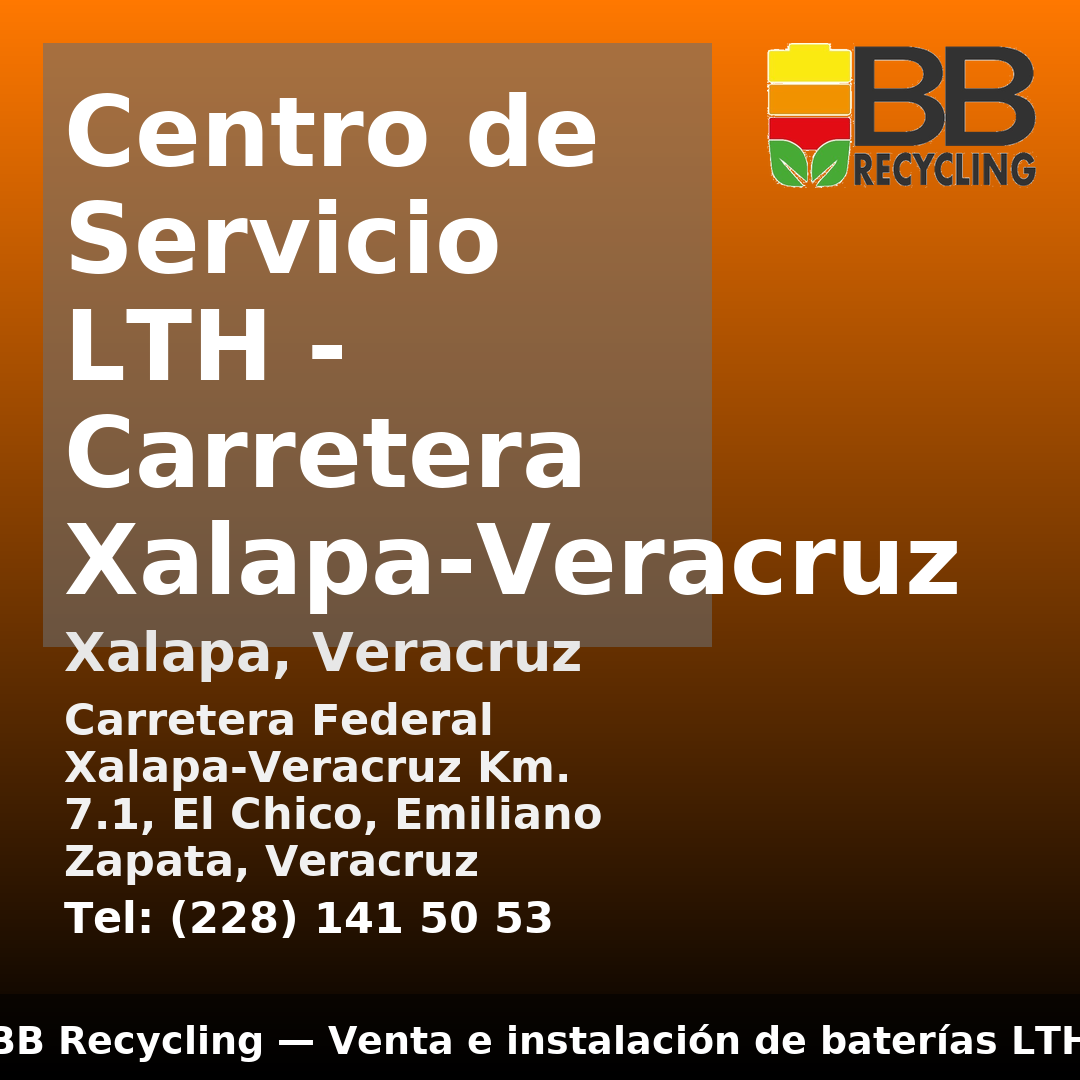 Centro de
Servicio
LTH -
Carretera
Xalapa-Veracruz
BB
RECYCLING
Xalapa, Veracruz
Carretera Federal
Xalapa-Veracruz Km.
7.1, El Chico, Emiliano
Zapata, Veracruz
Tel: (228) 141 50 53
BB Recycling — Venta e instalación de baterías LTH